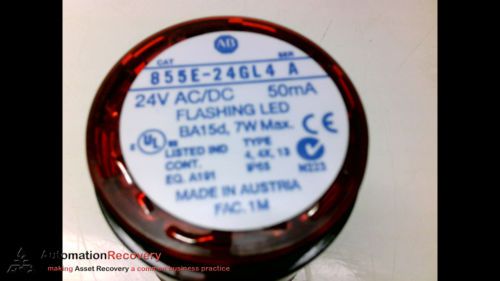 AB
CAT SER
855E-24GL4 A
24V AC/DC 50mA
FLASHING LED
BA15d, 7W Max.
c UL ® CE
LISTED IND. TYPE
CONT. 4, 4X, 13
EQ. A191 IP65 N223
MADE IN AUSTRIA
FAC. 1M
AutomationRecovery
making Asset Recovery a common business practice